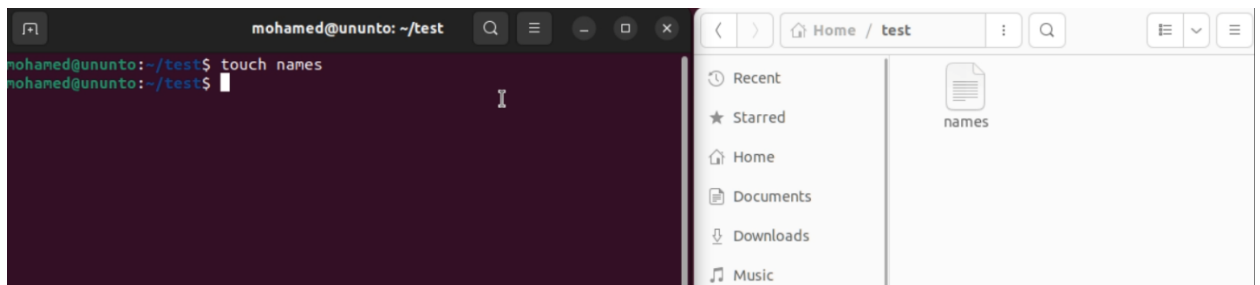 mohamed@ununto: ~/test
mohamed@ununto:~/test$ touch names
mohamed@ununto:~/test$
Home / test
Recent
Starred
Home
Documents
Downloads
Music
names